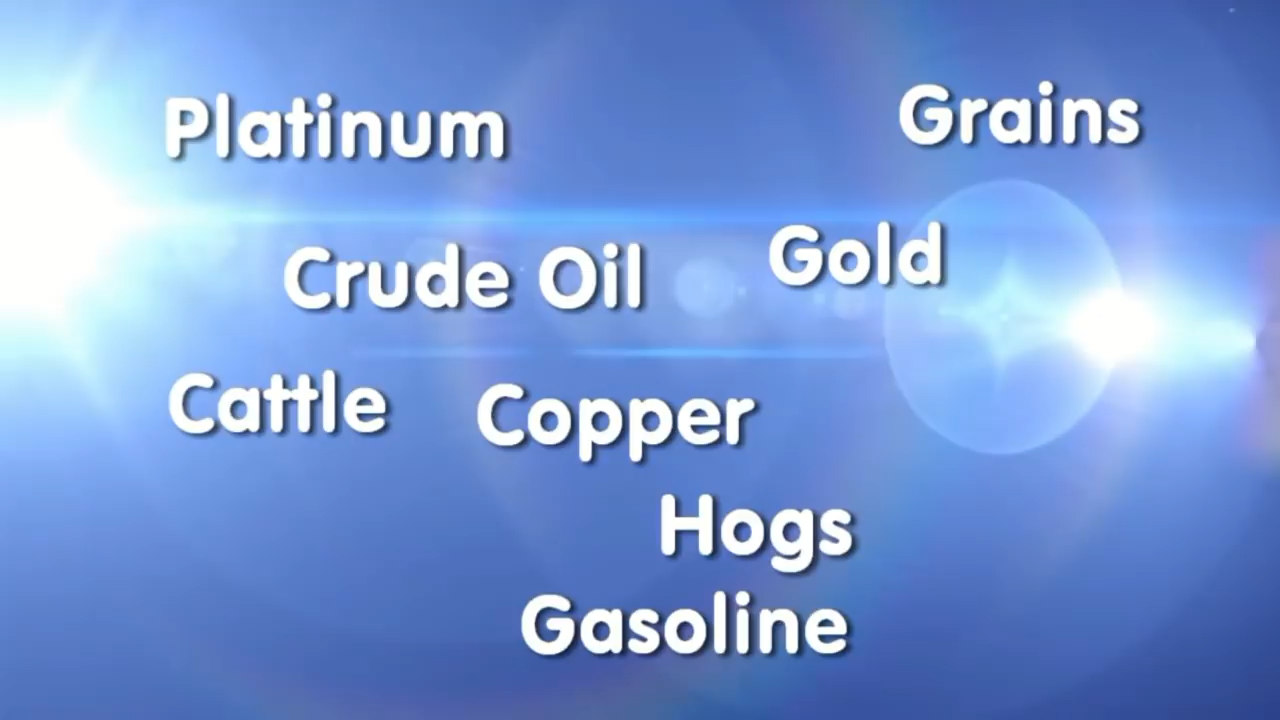 Platinum
Grains
Crude Oil
Gold
Cattle
Copper
Hogs
Gasoline